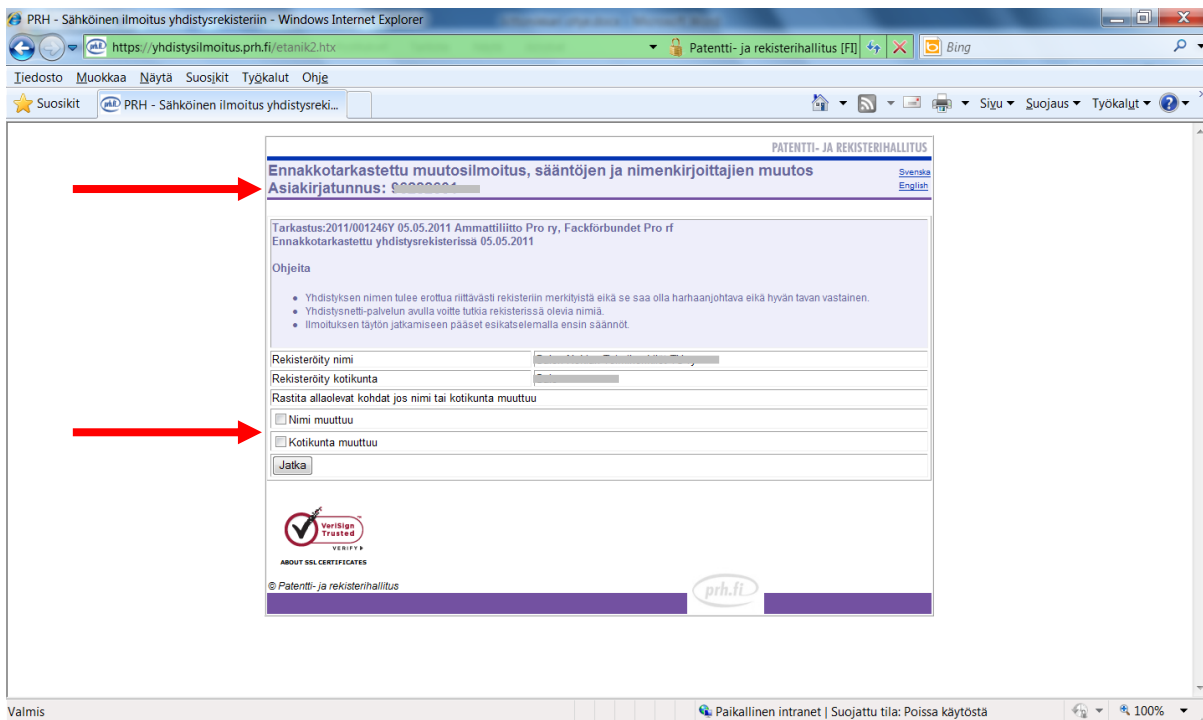 PRH - Sähköinen ilmoitus yhdistysrekisteriin - Windows Internet Explorer
https://yhdistysilmoitus.prh.fi/etanik2.htx
Patentti- ja rekisterihallitus [FI]
Bing
Tiedosto Muokkaa Näytä Suosikit Työkalut Ohje
Suosikit
PRH - Sähköinen ilmoitus yhdistysreki...
Sivu Suojaus Työkalut
PATENTTI- JA REKISTERIHALLITUS
Ennakkotarkastettu muutosilmoitus, sääntöjen ja nimenkirjoittajien muutos
Svenska
Asiakirjatunnus:
English
Tarkastus:2011/001246Y 05.05.2011 Ammattiliitto Pro ry, Fackförbundet Pro rf
Ennakkotarkastettu yhdistysrekisterissä 05.05.2011
Ohjeita
• Yhdistyksen nimen tulee erottua riittävästi rekisteriin merkityistä eikä se saa olla harhaanjohtava eikä hyvän tavan vastainen.
• Yhdistysnetti-palvelun avulla voitte tutkia rekisterissä olevia nimiä.
• Ilmoituksen täytön jatkamiseen pääset esikatselemalla ensin säännöt.
Rekisteröity nimi
Rekisteröity kotikunta
Rastita allaolevat kohdat jos nimi tai kotikunta muuttuu
Nimi muuttuu
Kotikunta muuttuu
Jatka
VeriSign
Trusted
VERIFY
ABOUT SSL CERTIFICATES
© Patentti- ja rekisterihallitus
prh.fi
Valmis
Paikallinen intranet | Suojattu tila: Poissa käytöstä
100%